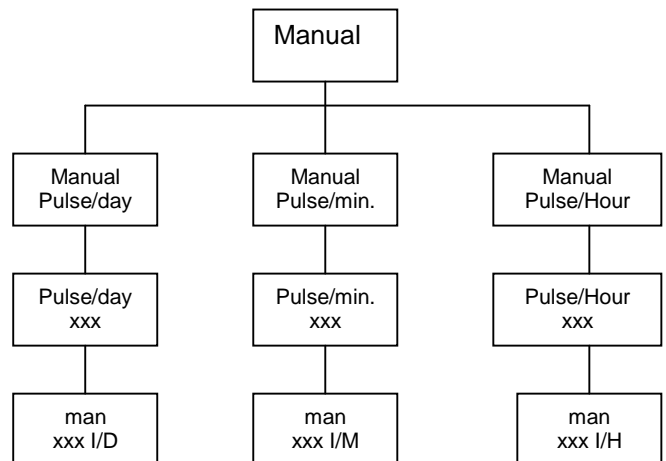 Manual
Manual
Pulse/day
Manual
Pulse/min.
Manual
Pulse/Hour
Pulse/day
xxx
Pulse/min.
xxx
Pulse/Hour
xxx
man
xxx I/D
man
xxx I/M
man
xxx I/H